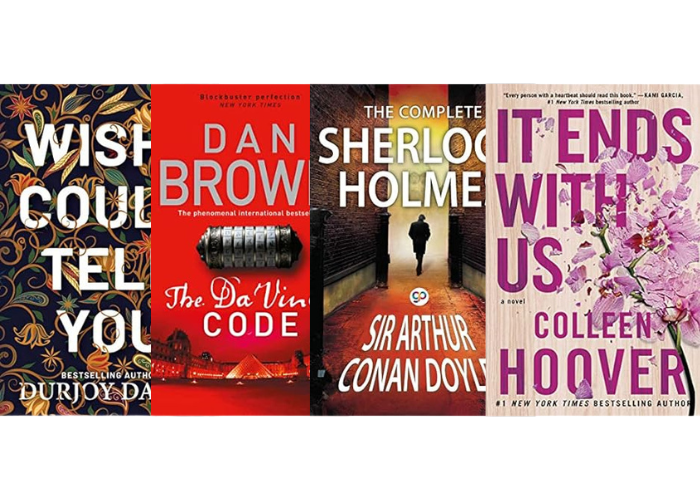 WISH
COUL
TEL
YOU
BESTSELLING AUTHO
DURJOY DA
Blockbuster perfection
NEW YORK TIMES
DAN
BROW
The phenomenal international bestse
The Da Vin
CODE
THE COMPLETE
SHERLOC
HOLME
gp
SIR ARTHUR
CONAN DOYL
"Every person with a heartbeat should read this book." —KAMI GARCIA,
#1 New York Times bestselling author
IT ENDS
WITH
US
a novel
COLLEEN
HOOVER
#1 NEW YORK TIMES BESTSELLING AUTHOR